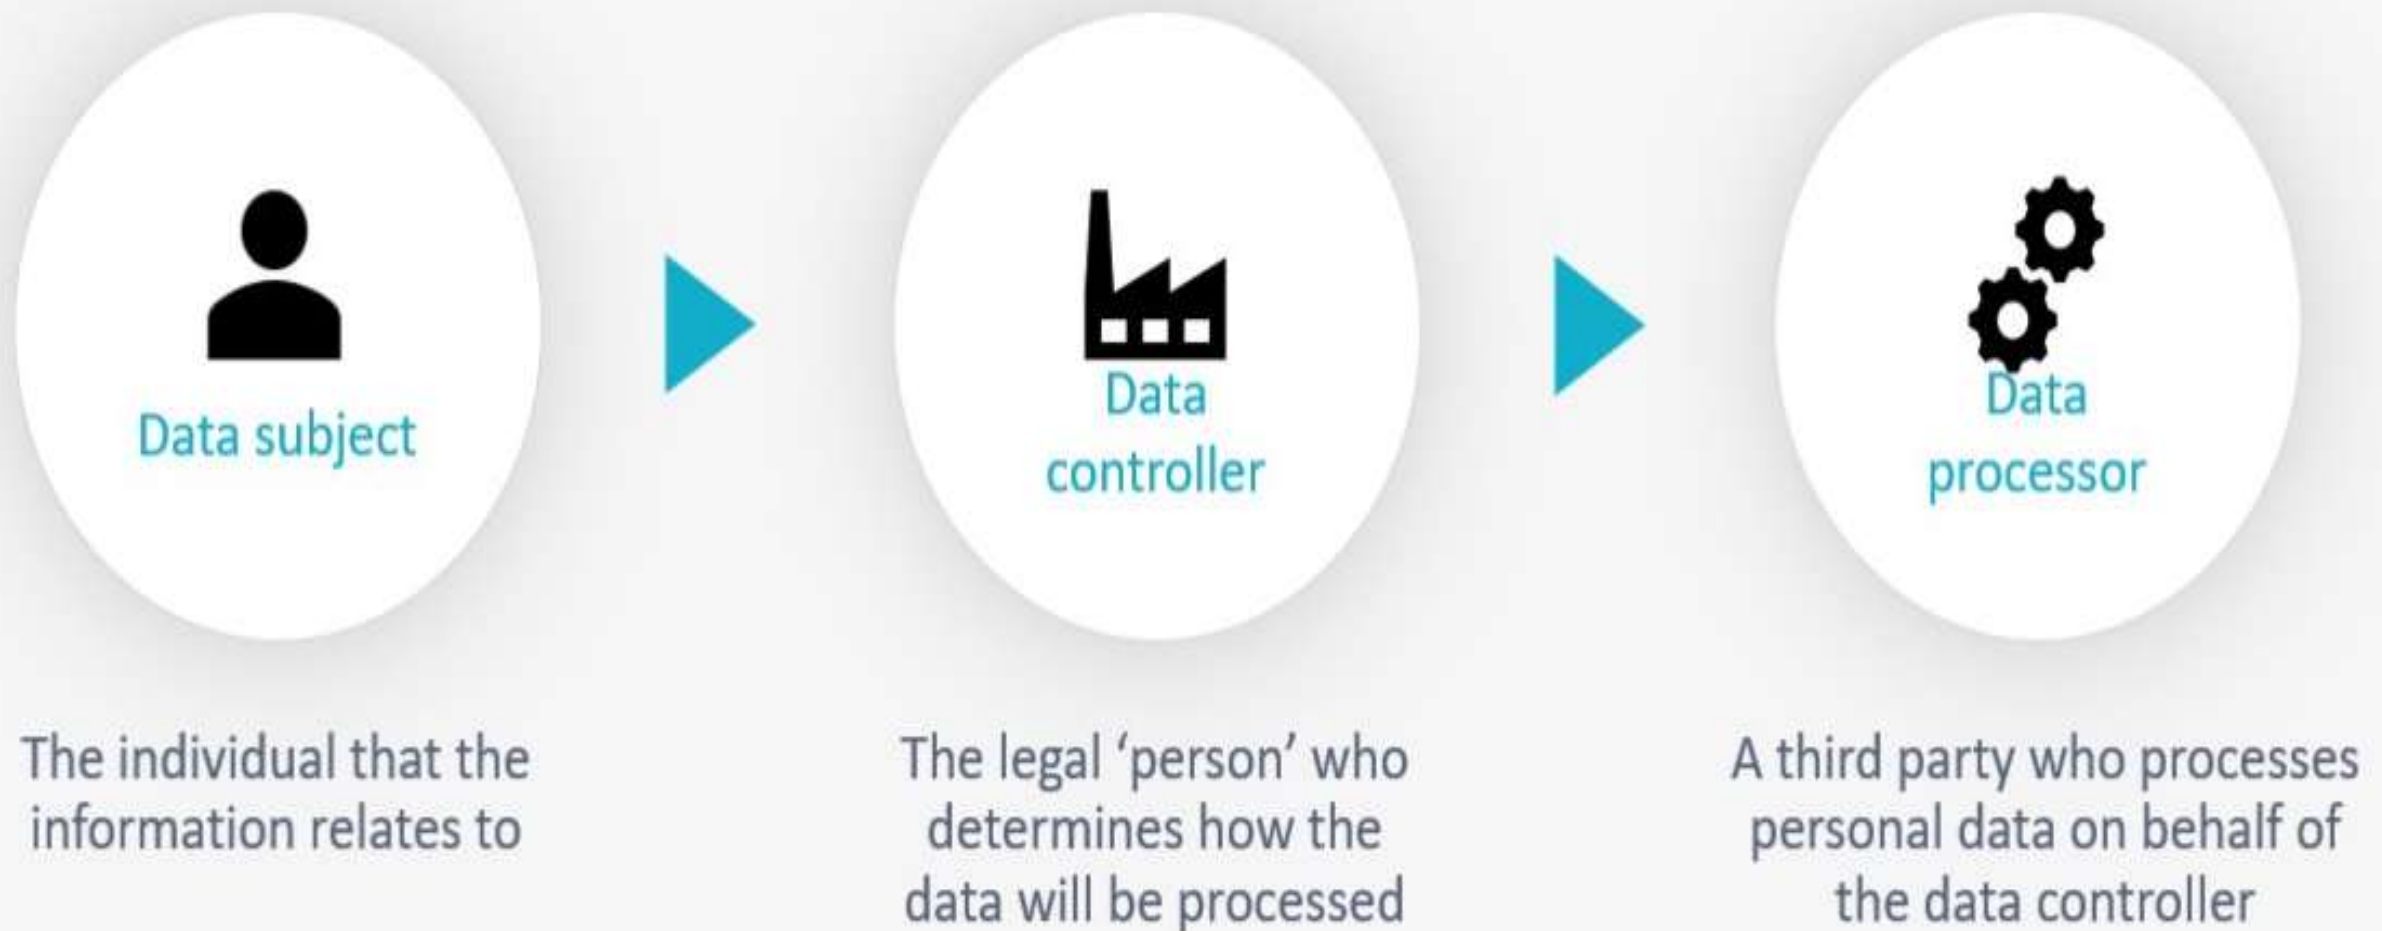 Data subject
The individual that the
information relates to
Data
controller
The legal ‘person’ who
determines how the
data will be processed
Data
processor
A third party who processes
personal data on behalf of
the data controller